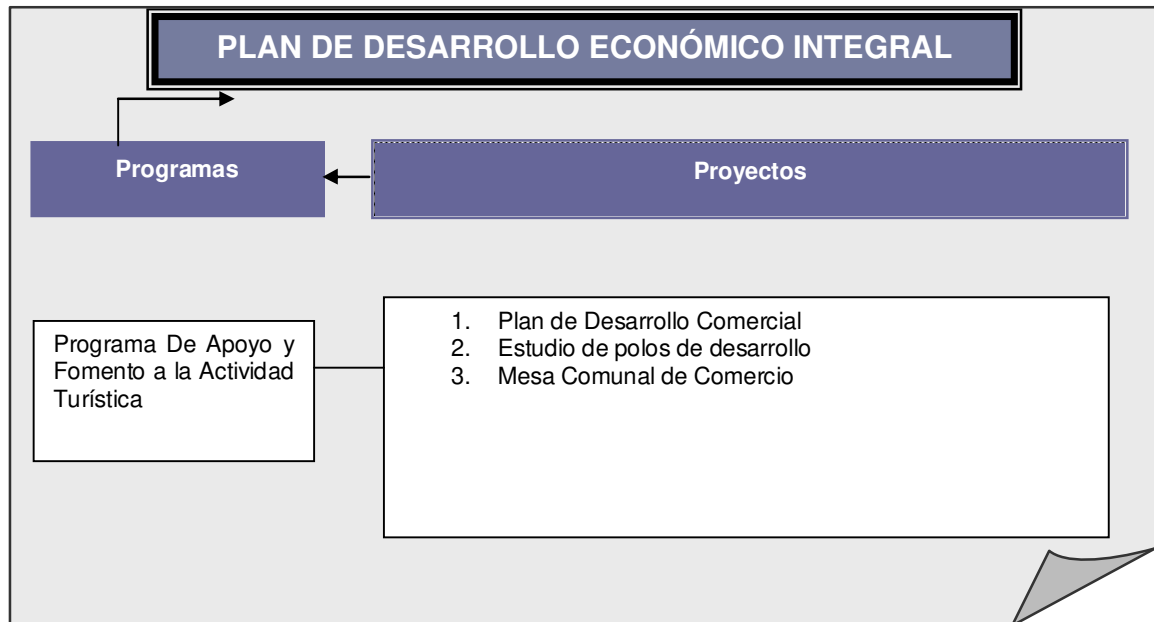 PLAN DE DESARROLLO ECONÓMICO INTEGRAL
Programas
Proyectos
Programa De Apoyo y
Fomento a la Actividad
Turística
1. Plan de Desarrollo Comercial
2. Estudio de polos de desarrollo
3. Mesa Comunal de Comercio